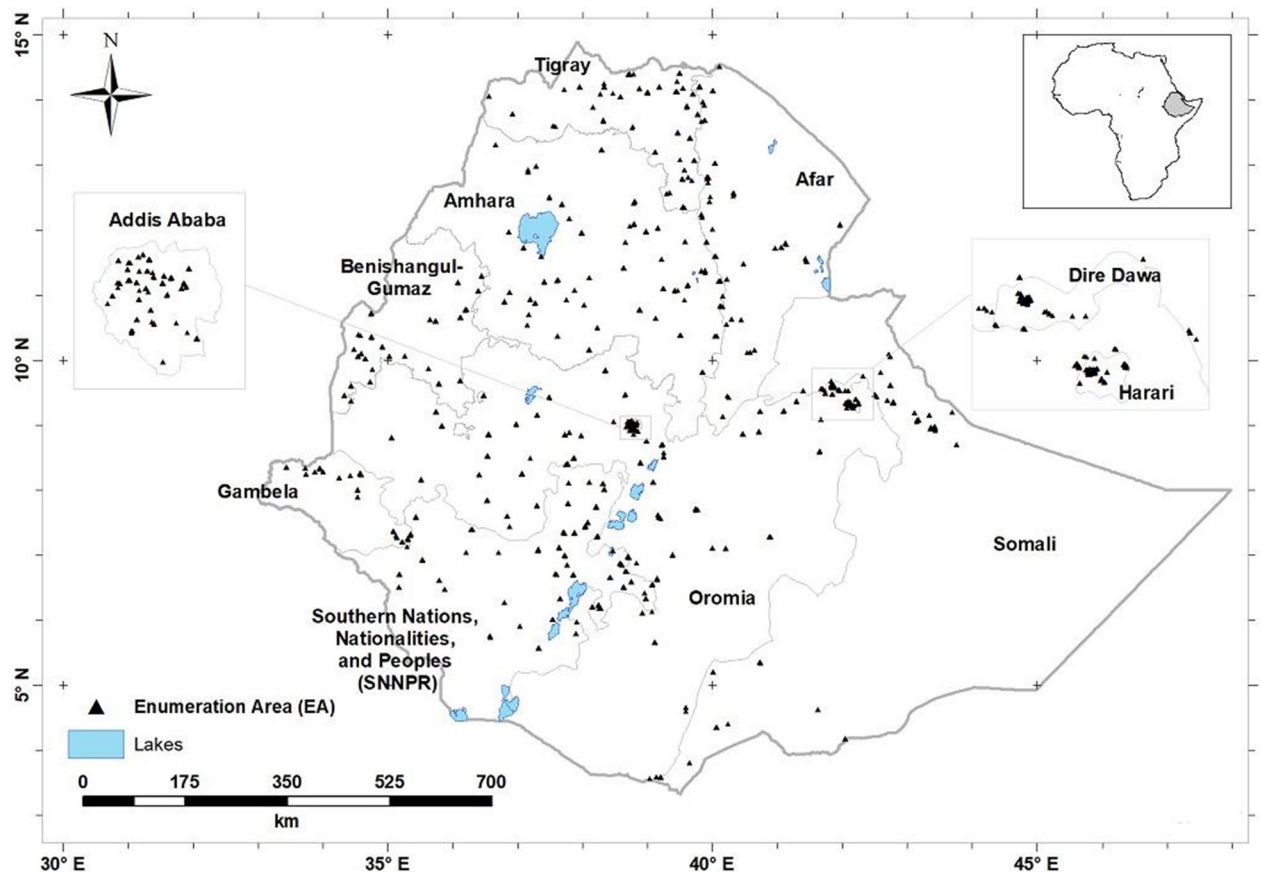 15° N
N
Tigray
Afar
Amhara
Addis Ababa
Benishangul-
Gumaz
Dire Dawa
Harari
10° N
Gambela
Somali
Oromia
Southern Nations,
Nationalities,
and Peoples
(SNNPR)
5° N
Enumeration Area (EA)
Lakes
0 175 350 525 700
km
30° E 35° E 40° E 45° E